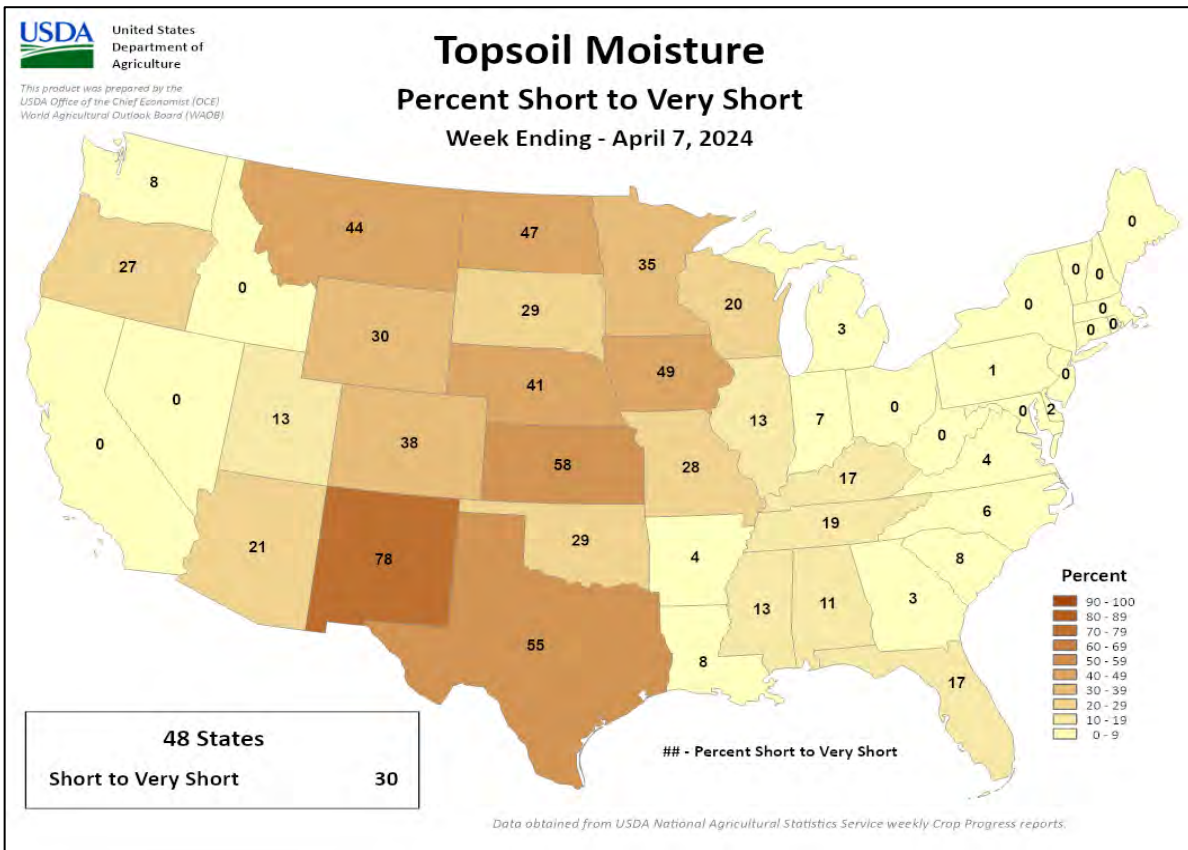 USDA
United States
Department of
Agriculture
This product was prepared by the
USDA Office of the Chief Economist (OCE)
World Agricultural Outlook Board (WAOB)
Topsoil Moisture
Percent Short to Very Short
Week Ending - April 7, 2024
8
27
0
44
47
35
20
3
0
0
0
0
0
0
0
29
30
49
41
0
0
13
38
58
28
13
7
0
1
0
2
0
0
4
17
6
19
21
78
29
4
13
11
3
8
55
8
17
Percent
90 - 100
80 - 89
70 - 79
60 - 69
50 - 59
40 - 49
30 - 39
20 - 29
10 - 19
0 - 9
48 States
Short to Very Short 30
## - Percent Short to Very Short
Data obtained from USDA National Agricultural Statistics Service weekly Crop Progress reports.